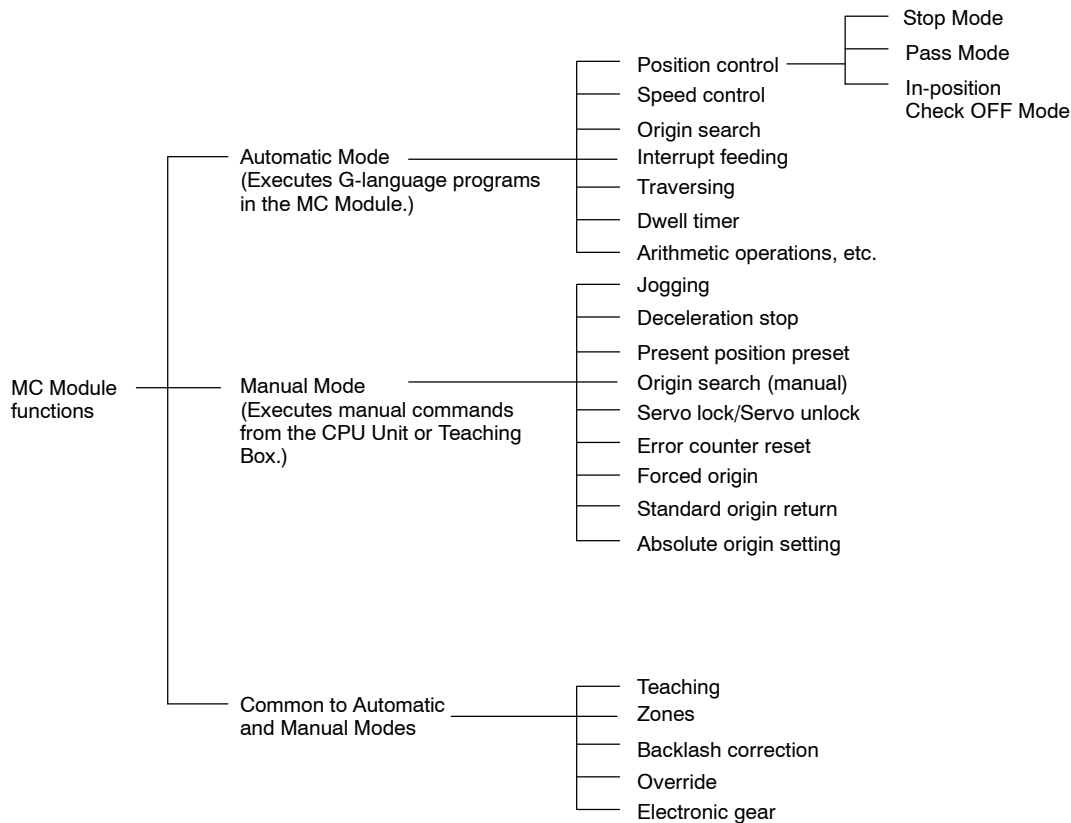 Stop Mode
Pass Mode
In-position
Check OFF Mode
Position control
Speed control
Origin search
Interrupt feeding
Traversing
Dwell timer
Arithmetic operations, etc.
Automatic Mode
(Executes G-language programs
in the MC Module.)
Jogging
Deceleration stop
Present position preset
Origin search (manual)
Servo lock/Servo unlock
Error counter reset
Forced origin
Standard origin return
Absolute origin setting
MC Module
functions
Manual Mode
(Executes manual commands
from the CPU Unit or Teaching
Box.)
Common to Automatic
and Manual Modes
Teaching
Zones
Backlash correction
Override
Electronic gear